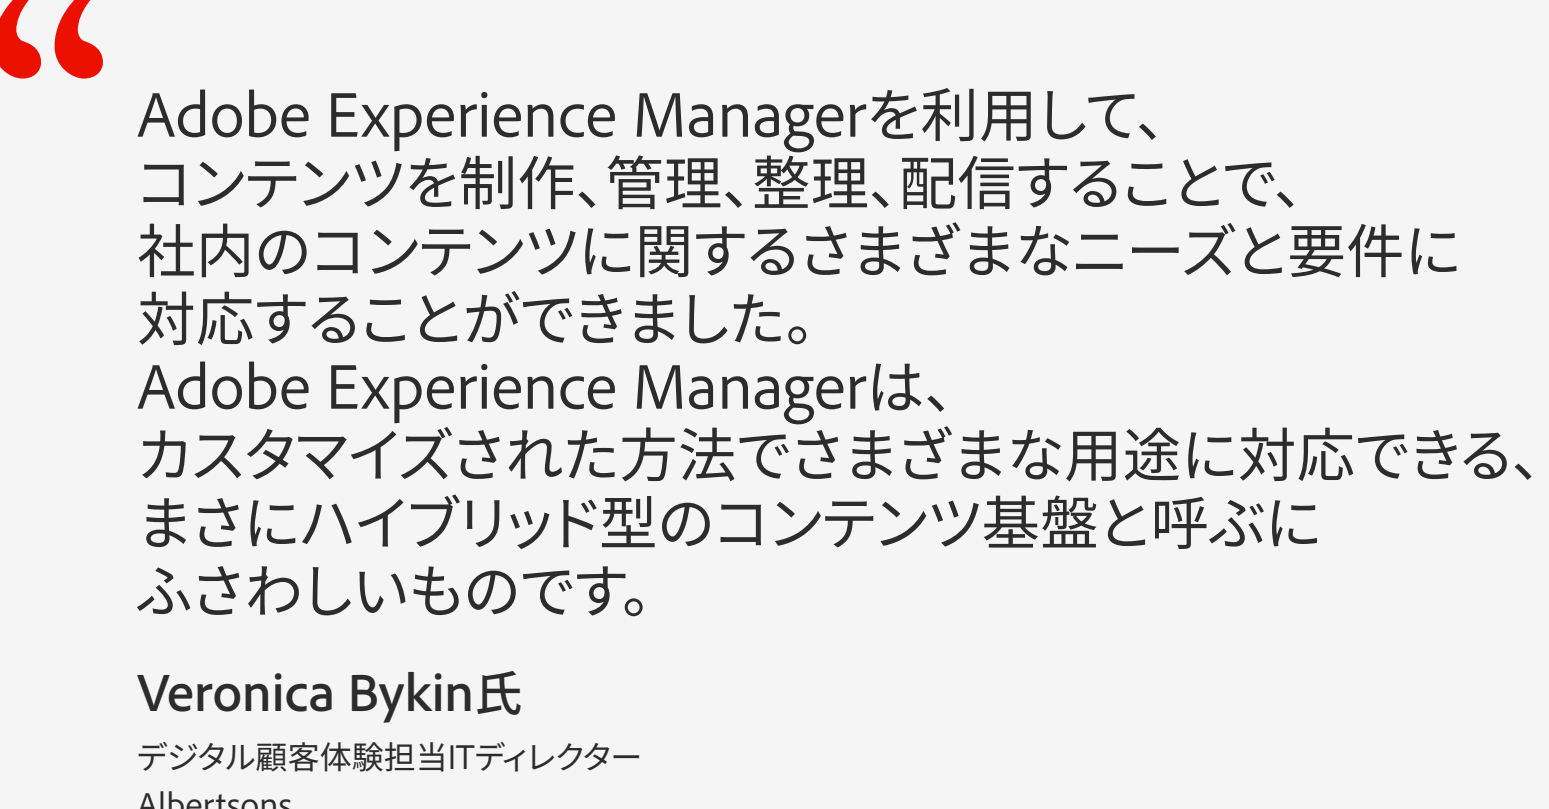 “
Adobe Experience Managerを利用して、
コンテンツを制作、管理、整理、配信することで、
社内のコンテンツに関するさまざまなニーズと要件に
対応することができました。
Adobe Experience Managerは、
カスタマイズされた方法でさまざまな用途に対応できる、
まさにハイブリッド型のコンテンツ基盤と呼ぶに
ふさわしいものです。
Veronica Bykin氏
デジタル顧客体験担当ITディレクター
Albertsons